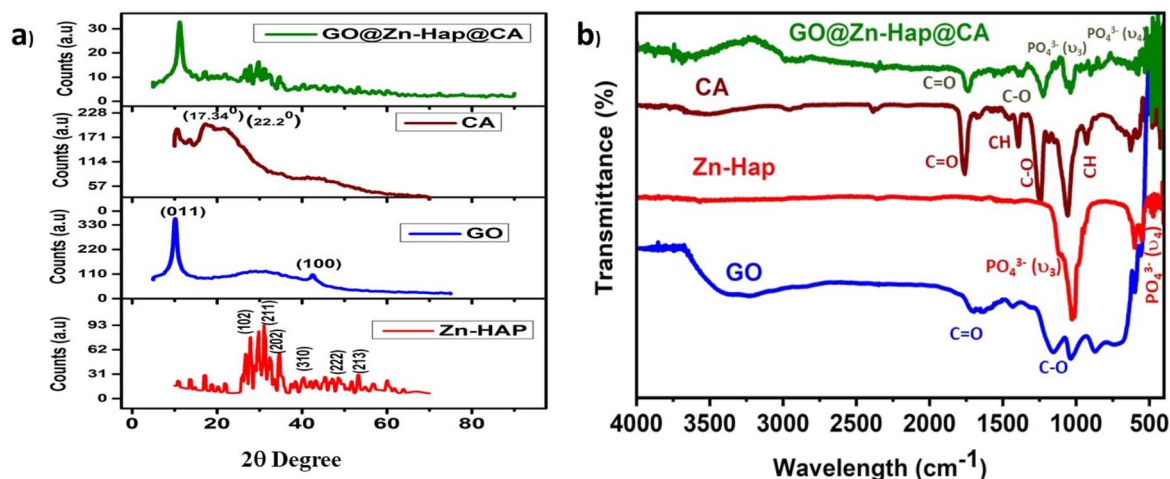 a)
GO@Zn-Hap@CA
Counts (a.u)
30
20
10
0
CA
(17.34⁰)
(22.2⁰)
Counts (a.u)
228
171
114
57
0
GO
(011)
(100)
Counts (a.u)
330
220
110
0
Zn-HAP
(102)
(211)
(202)
(310)
(222)
(213)
Counts (a.u)
93
62
31
0
0 20 40 60 80
2θ Degree
b)
GO@Zn-Hap@CA
PO₄³⁻ (υ₃)
PO₄³⁻ (υ₄)
C=O
C-O
CA
C=O
CH
C-O
CH
Zn-Hap
PO₄³⁻ (υ₃)
PO₄³⁻ (υ₄)
GO
C=O
C-O
Transmittance (%)
4000 3500 3000 2500 2000 1500 1000 500
Wavelength (cm⁻¹)